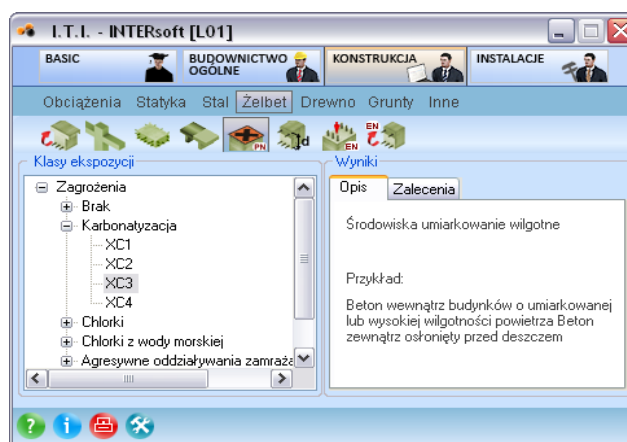 I.T.I. - INTERsoft [L01]
BASIC
BUDOWNICTWO
OGÓLNE
KONSTRUKCJA
INSTALACJE
Obciążenia Statyka Stal Żelbet Drewno Grunty Inne
PN
d
EN
EN
Klasy ekspozycji
Zagrożenia
Brak
Karbonatyzacja
XC1
XC2
XC3
XC4
Chlorki
Chlorki z wody morskiej
Agresywne oddziaływania zamraża
Wyniki
Opis Zalecenia
Środowiska umiarkowanie wilgotne
Przykład:
Beton wewnątrz budynków o umiarkowanej
lub wysokiej wilgotności powietrza Beton
zewnątrz osłonięty przed deszczem